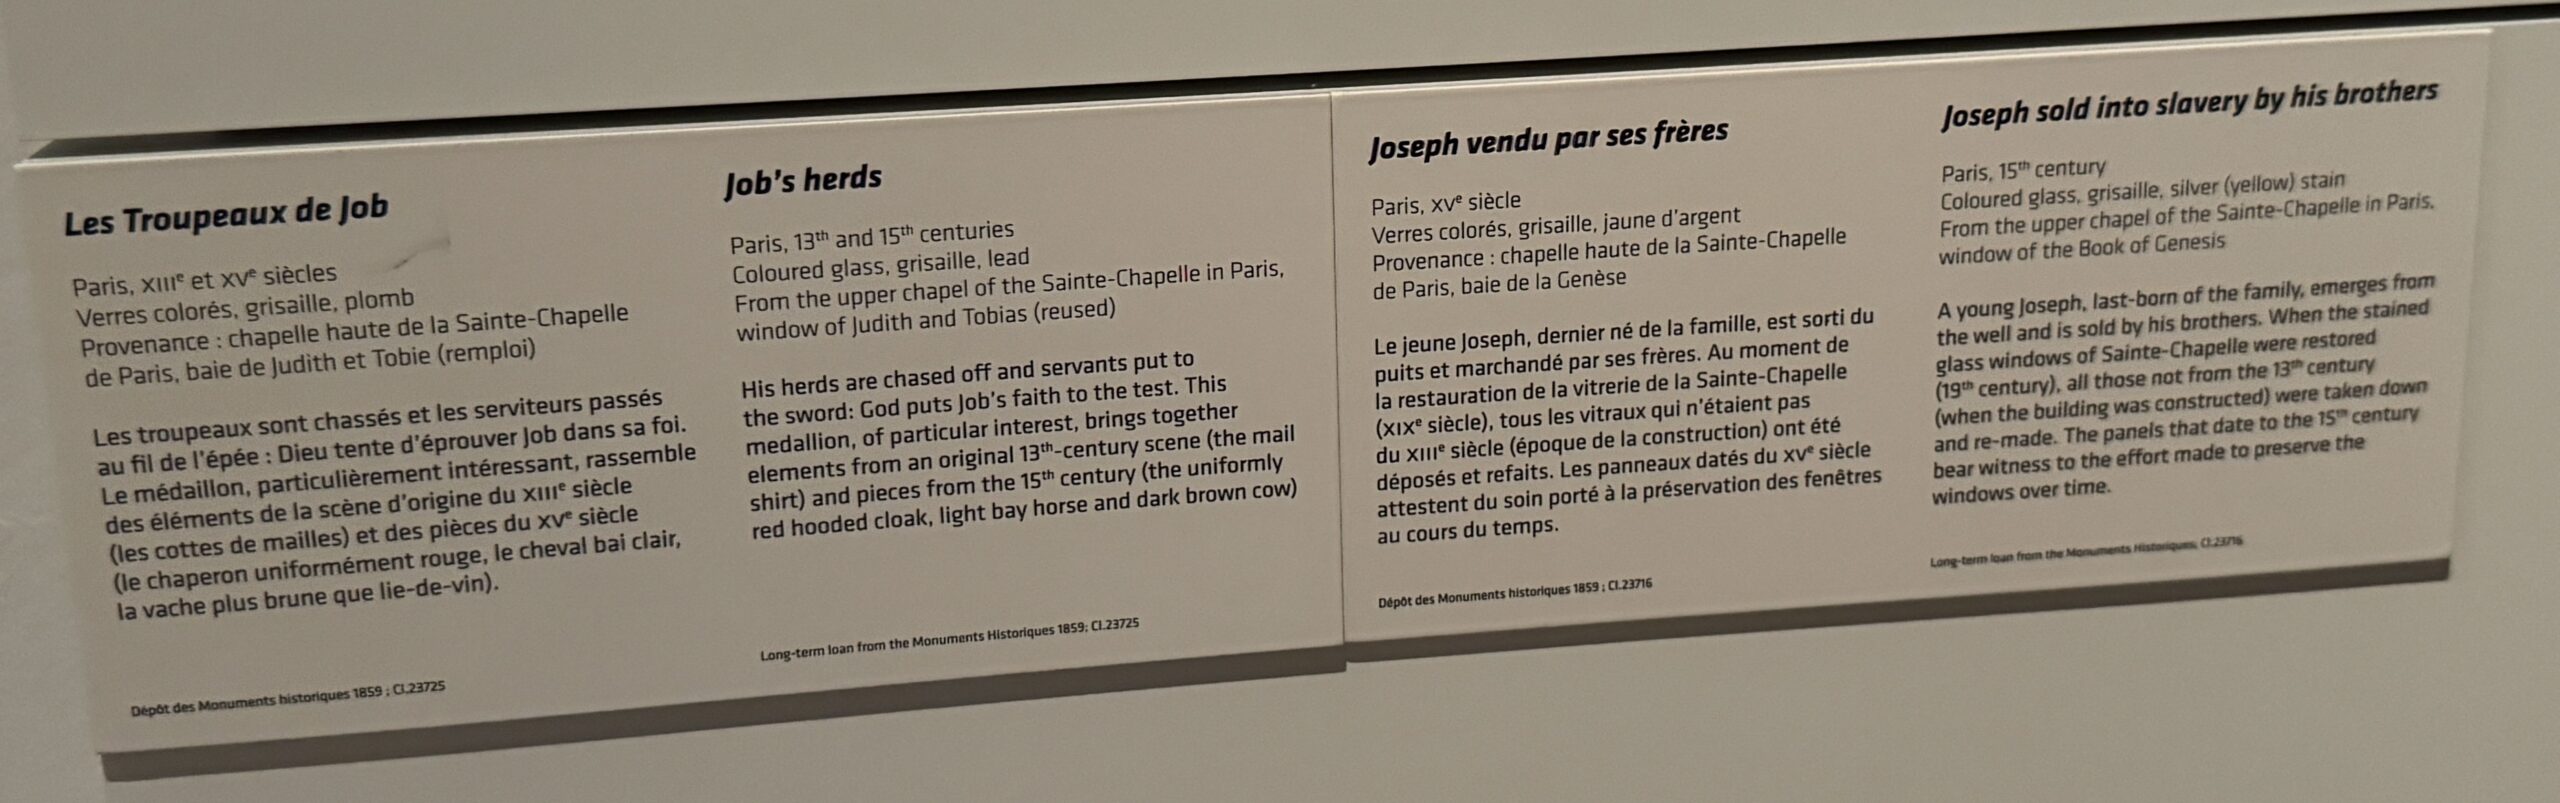 Les Troupeaux de Job
Paris, XIIIe et XVe siècles
Verres colorés, grisaille, plomb
Provenance : chapelle haute de la Sainte-Chapelle
de Paris, baie de Judith et Tobie (remploi)
Les troupeaux sont chassés et les serviteurs passés
au fil de l'épée : Dieu tente d'éprouver Job dans sa foi.
Le médaillon, particulièrement intéressant, rassemble
des éléments de la scène d'origine du XIIIe siècle
(les cottes de mailles) et des pièces du XVe siècle
(le chaperon uniformément rouge, le cheval bai clair,
la vache plus brune que lie-de-vin).
Dépôt des Monuments historiques 1859 ; Cl.23725
Job's herds
Paris, 13th and 15th centuries
Coloured glass, grisaille, lead
From the upper chapel of the Sainte-Chapelle in Paris,
window of Judith and Tobias (reused)
His herds are chased off and servants put to
the sword: God puts Job's faith to the test. This
medallion, of particular interest, brings together
elements from an original 13th-century scene (the mail
shirt) and pieces from the 15th century (the uniformly
red hooded cloak, light bay horse and dark brown cow)
Long-term loan from the Monuments Historiques 1859; Cl.23725
Joseph vendu par ses frères
Paris, XVe siècle
Verres colorés, grisaille, jaune d'argent
Provenance : chapelle haute de la Sainte-Chapelle
de Paris, baie de la Genèse
Le jeune Joseph, dernier né de la famille, est sorti du
puits et marchandé par ses frères. Au moment de
la restauration de la vitrerie de la Sainte-Chapelle
(XIXe siècle), tous les vitraux qui n'étaient pas
du XIIIe siècle (époque de la construction) ont été
déposés et refaits. Les panneaux datés du XVe siècle
attestent du soin porté à la préservation des fenêtres
au cours du temps.
Dépôt des Monuments historiques 1859 ; Cl.23716
Joseph sold into slavery by his brothers
Paris, 15th century
Coloured glass, grisaille, silver (yellow) stain
From the upper chapel of the Sainte-Chapelle in Paris,
window of the Book of Genesis
A young Joseph, last-born of the family, emerges from
the well and is sold by his brothers. When the stained
glass windows of Sainte-Chapelle were restored
(19th century), all those not from the 13th century
(when the building was constructed) were taken down
and re-made. The panels that date to the 15th century
bear witness to the effort made to preserve the
windows over time.
Long-term loan from the Monuments Historiques; Cl.23716